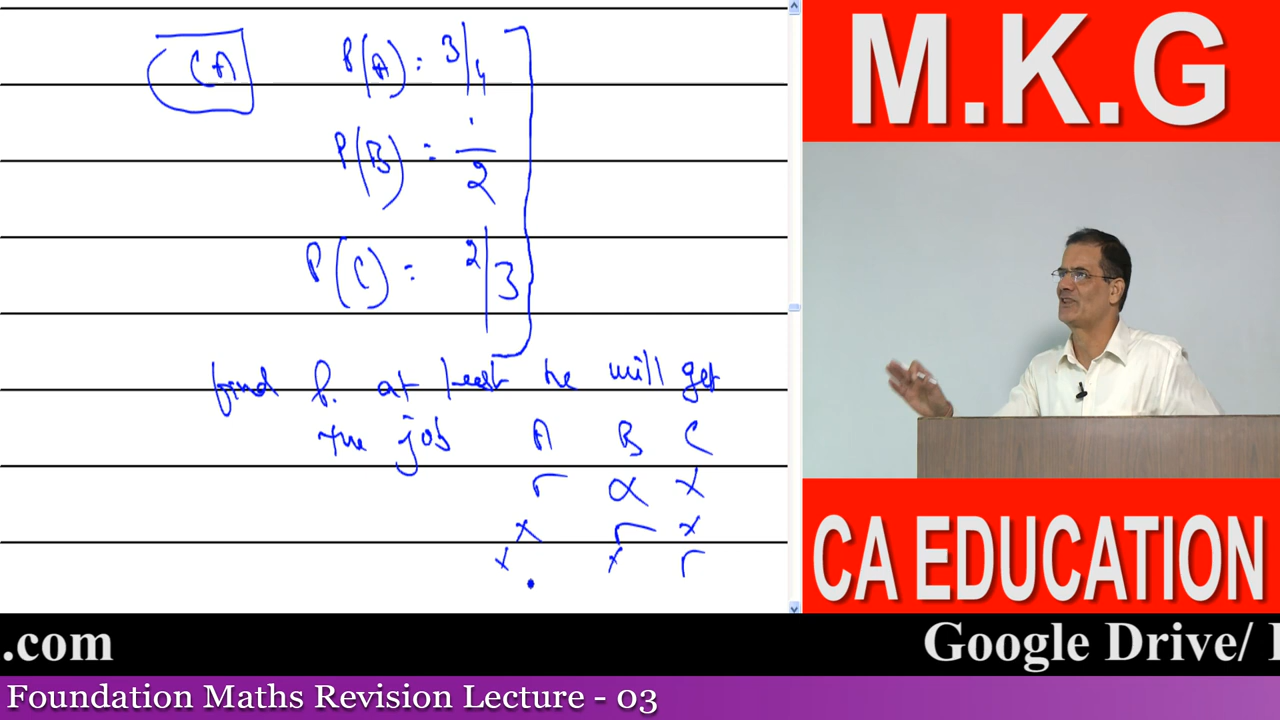 CA
P(A) = 3/4
P(B) = 1/2
P(C) = 2/3
find p. at least he will get
the job A B C
✓ × ×
× ✓ ×
× × ✓
M.K.G
CA EDUCATION
.com Google Drive/
Foundation Maths Revision Lecture - 03